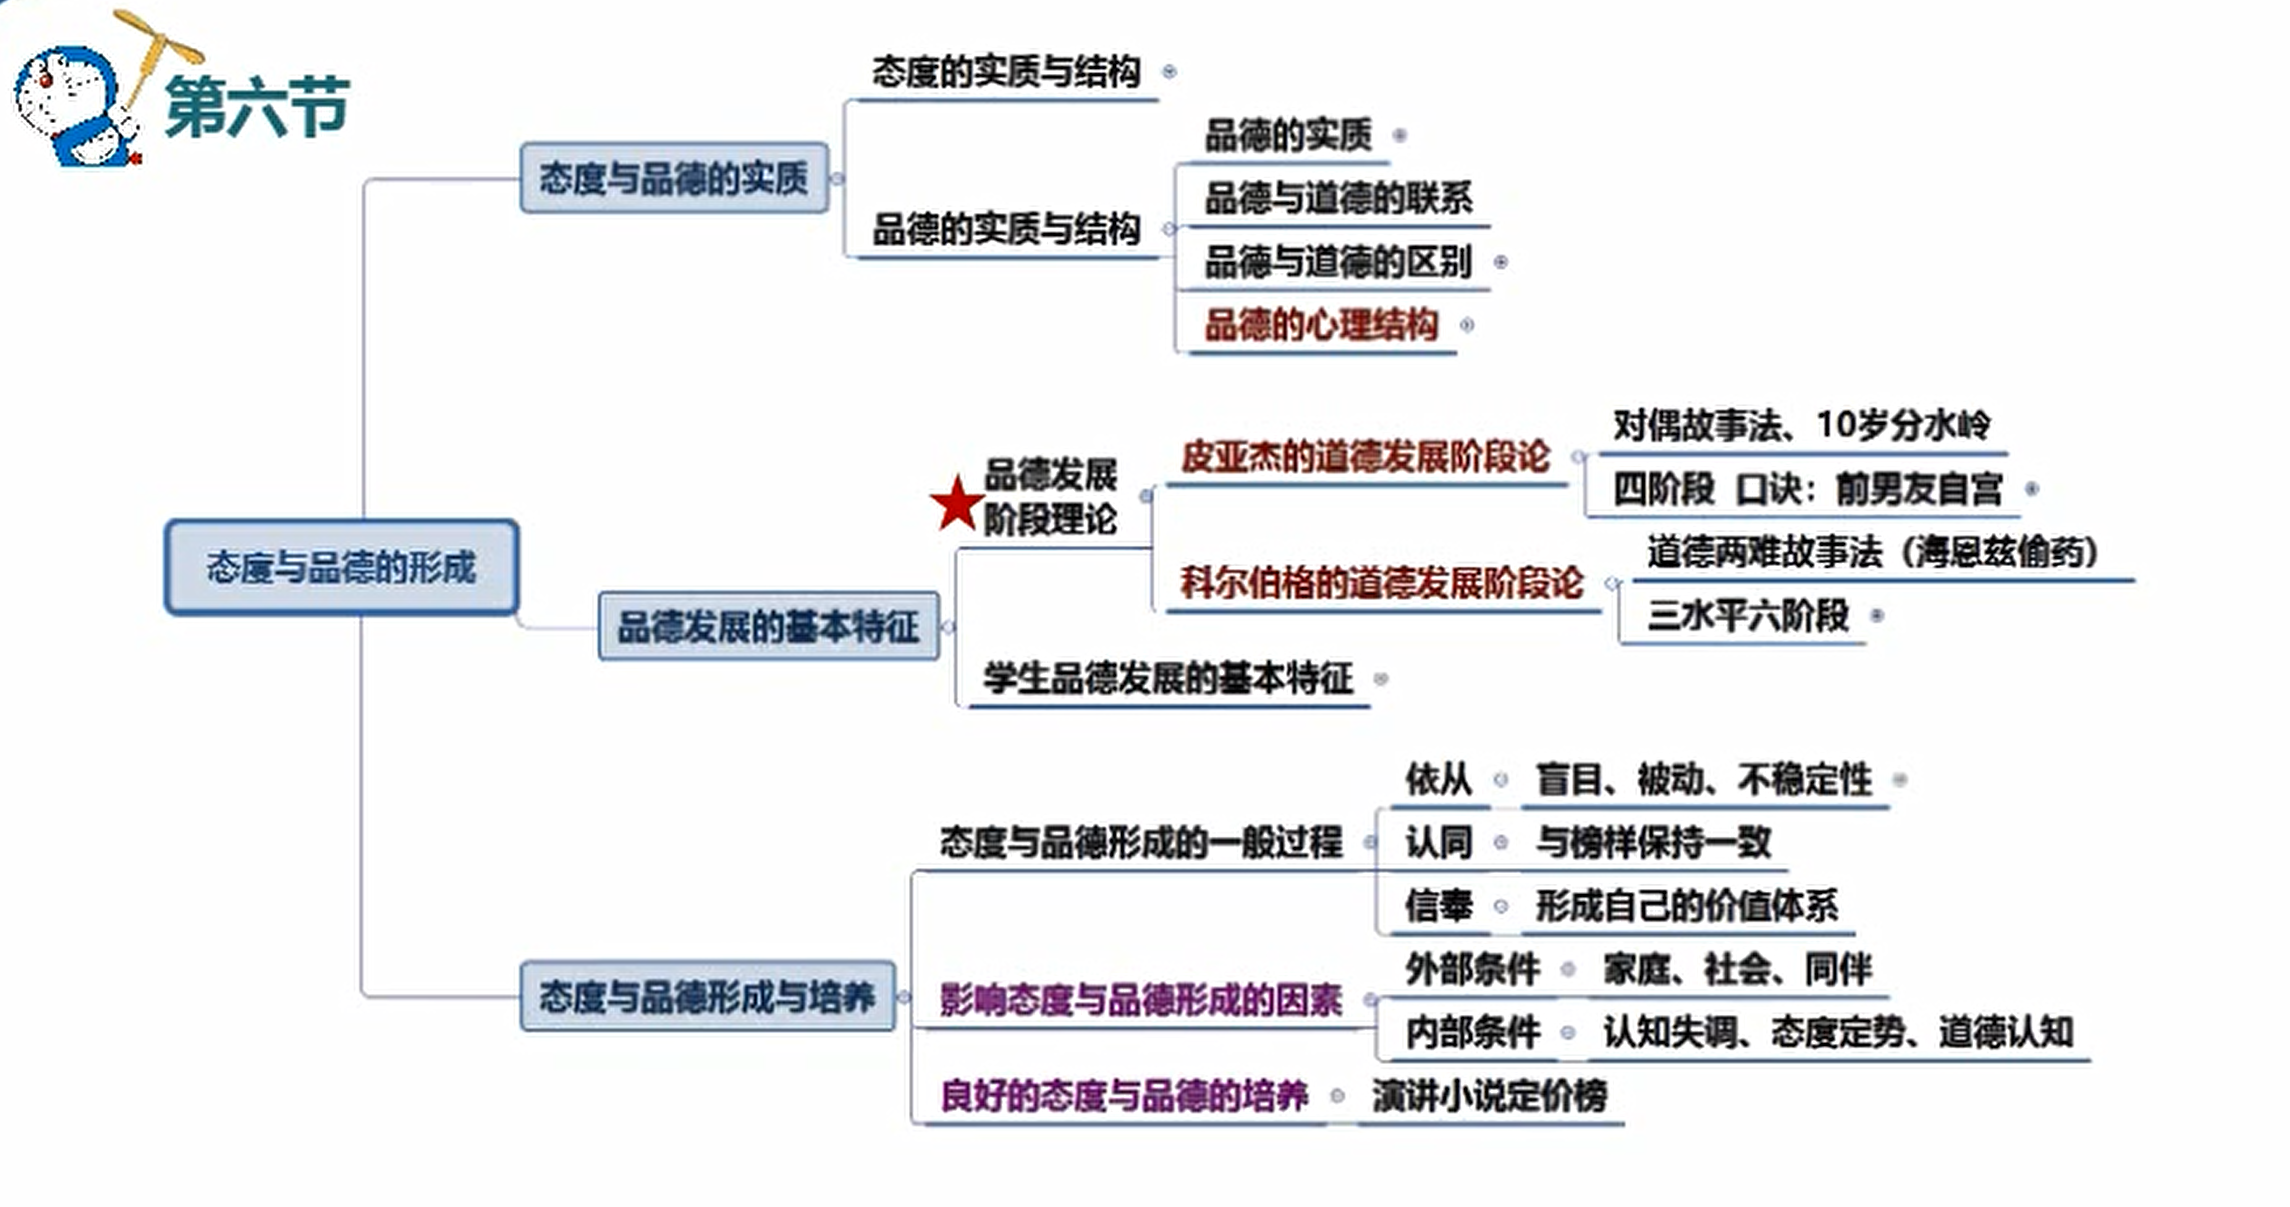 第六节
态度与品德的形成
态度与品德的实质
态度的实质与结构
品德的实质与结构
品德的实质
品德与道德的联系
品德与道德的区别
品德的心理结构
品德发展的基本特征
品德发展
阶段理论
皮亚杰的道德发展阶段论
对偶故事法、10岁分水岭
四阶段 口诀：前男友自宫
科尔伯格的道德发展阶段论
道德两难故事法（海恩兹偷药）
三水平六阶段
学生品德发展的基本特征
态度与品德形成与培养
态度与品德形成的一般过程
依从
盲目、被动、不稳定性
认同
与榜样保持一致
信奉
形成自己的价值体系
影响态度与品德形成的因素
外部条件
家庭、社会、同伴
内部条件
认知失调、态度定势、道德认知
良好的态度与品德的培养
演讲小说定价榜